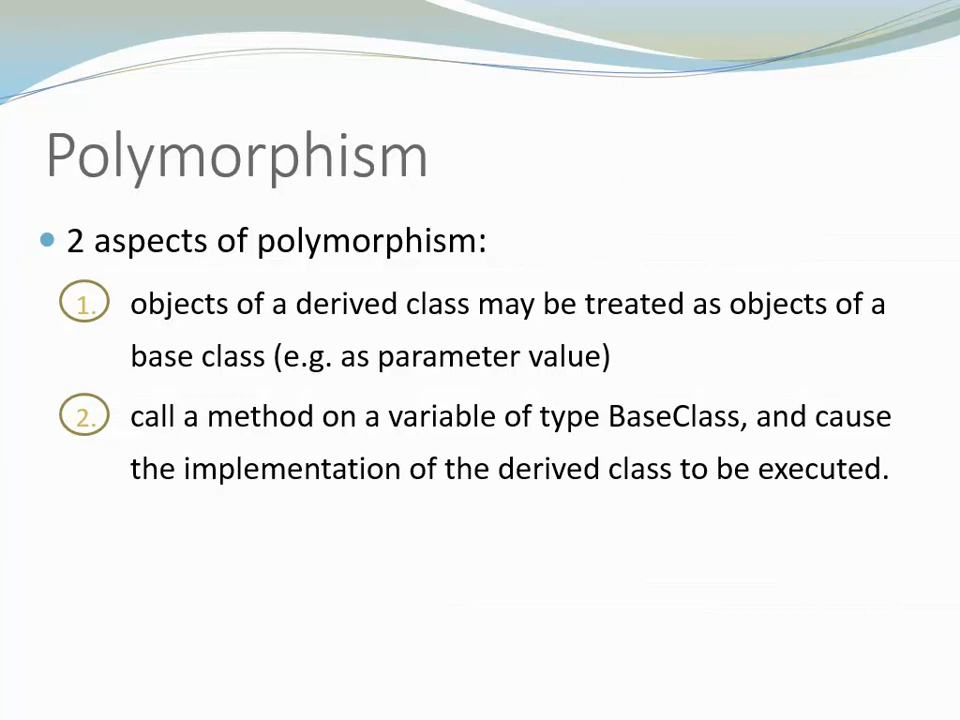 Polymorphism
• 2 aspects of polymorphism:
1. objects of a derived class may be treated as objects of a
base class (e.g. as parameter value)
2. call a method on a variable of type BaseClass, and cause
the implementation of the derived class to be executed.